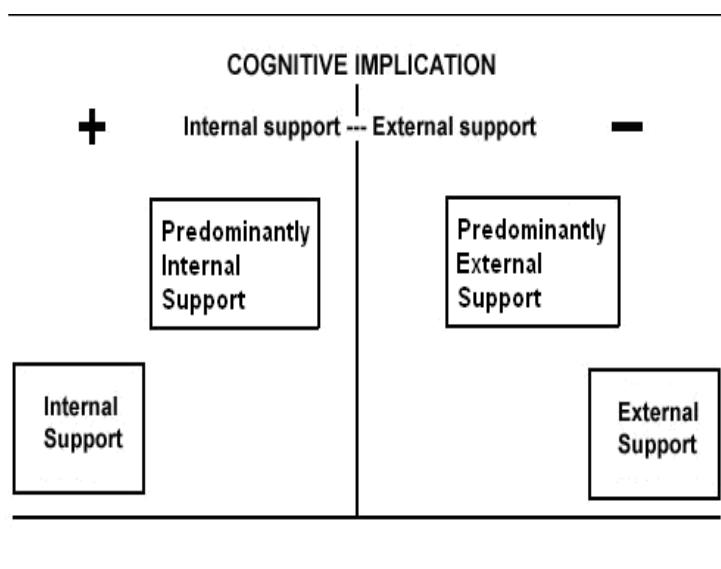 COGNITIVE IMPLICATION
+ Internal support --- External support −
Predominantly
Internal
Support
Predominantly
External
Support
Internal
Support
External
Support